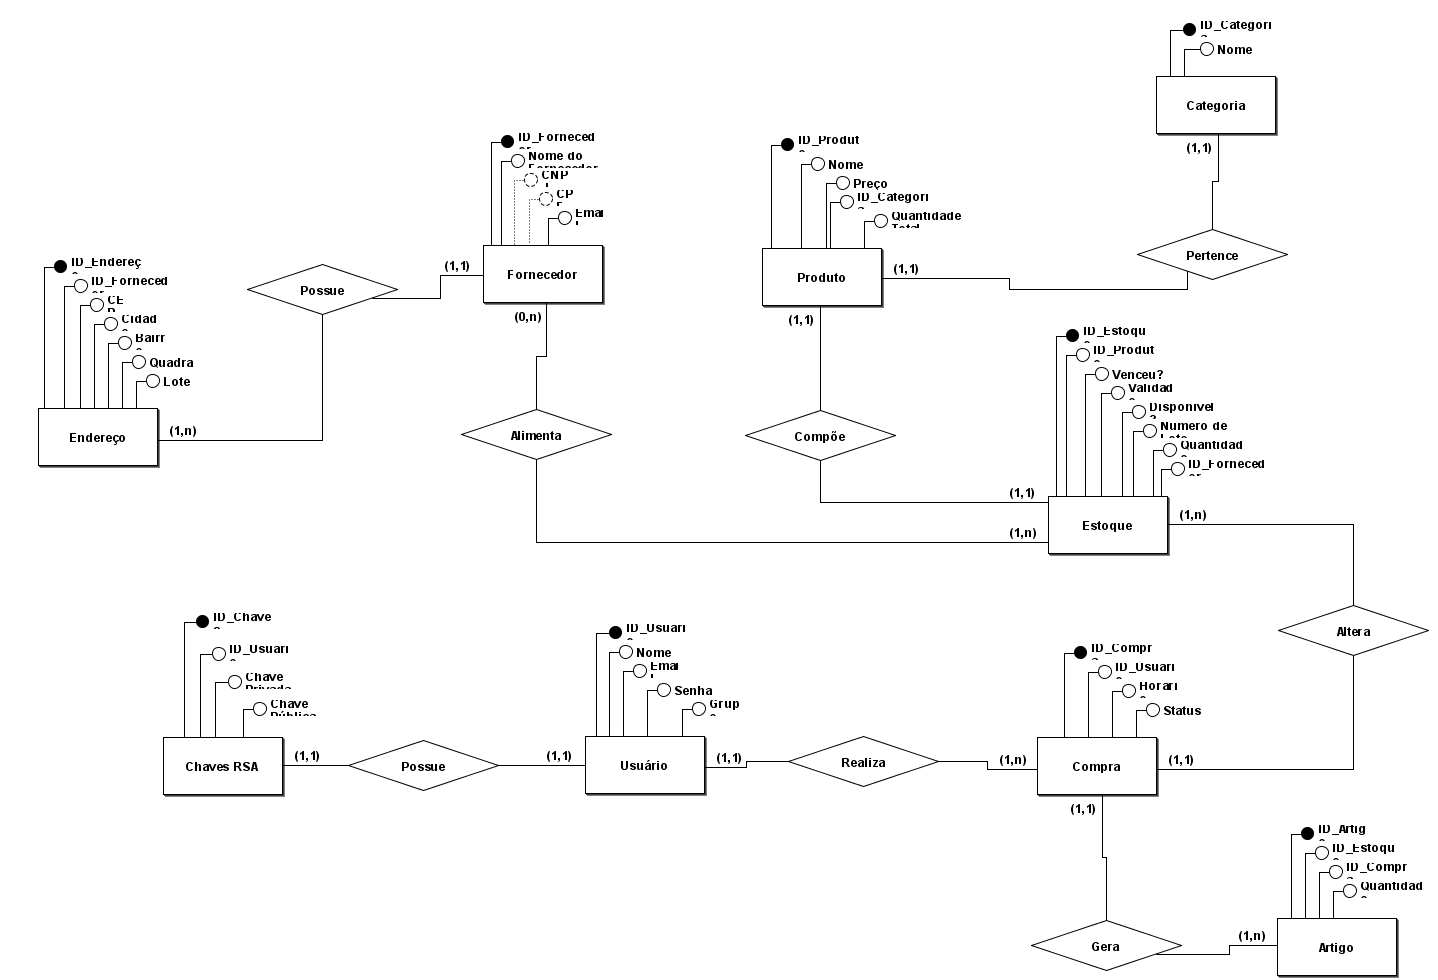 ID_Categori
Nome
Categoria
(1,1)
Pertence
ID_Forneced
or
Nome do
Fornecedor
CNP
J
CP
F
Emai
l
Fornecedor
(1,1)
(0,n)
ID_Produt
o
Nome
Preço
ID_Categori
a
Quantidade
Total
Produto
(1,1)
(1,1)
ID_Endereç
o
ID_Forneced
or
CE
P
Cidad
e
Bairr
o
Quadra
Lote
Endereço
(1,n)
Possue
Alimenta
Compõe
ID_Estoqu
e
ID_Produt
o
Venceu?
Validad
e
Disponivel
?
Numero de
Lote
Quantidad
e
ID_Forneced
or
Estoque
(1,1)
(1,n)
(1,n)
Altera
ID_Chave
s
ID_Usuari
o
Chave
Privada
Chave
Pública
Chaves RSA
(1,1)
Possue
(1,1)
ID_Usuari
o
Nome
Emai
l
Senha
Grup
o
Usuário
(1,1)
Realiza
(1,n)
ID_Compr
a
ID_Usuari
o
Horari
o
Status
Compra
(1,1)
(1,1)
Gera
(1,n)
ID_Artig
o
ID_Estoqu
e
ID_Compr
a
Quantidad
e
Artigo